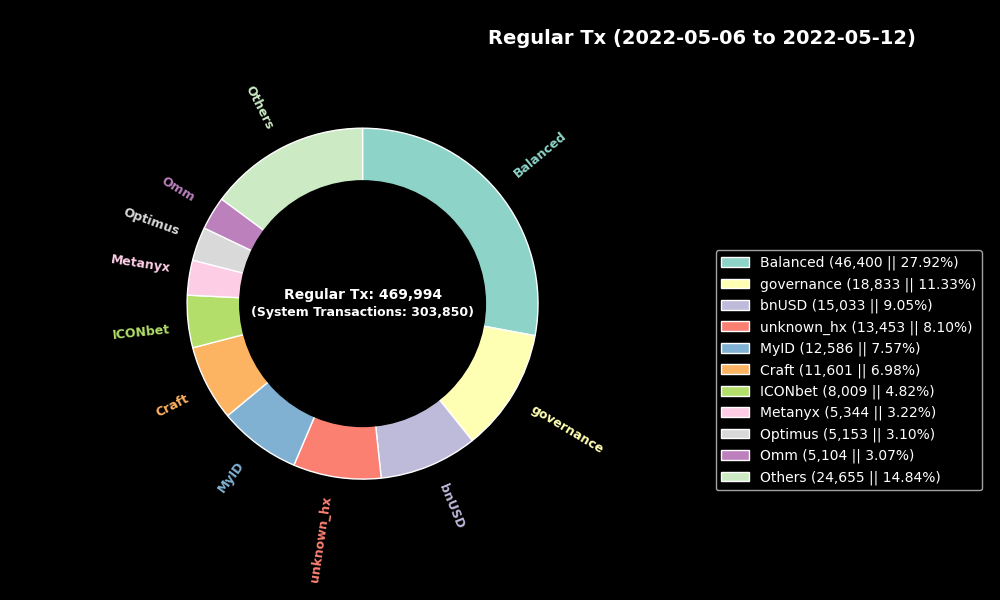 Regular Tx (2022-05-06 to 2022-05-12)
Others
Balanced
Omm
Optimus
Metanyx
ICONbet
Craft
MyID
unknown_hx
bnUSD
governance
Regular Tx: 469,994
(System Transactions: 303,850)
Balanced (46,400 || 27.92%)
governance (18,833 || 11.33%)
bnUSD (15,033 || 9.05%)
unknown_hx (13,453 || 8.10%)
MyID (12,586 || 7.57%)
Craft (11,601 || 6.98%)
ICONbet (8,009 || 4.82%)
Metanyx (5,344 || 3.22%)
Optimus (5,153 || 3.10%)
Omm (5,104 || 3.07%)
Others (24,655 || 14.84%)